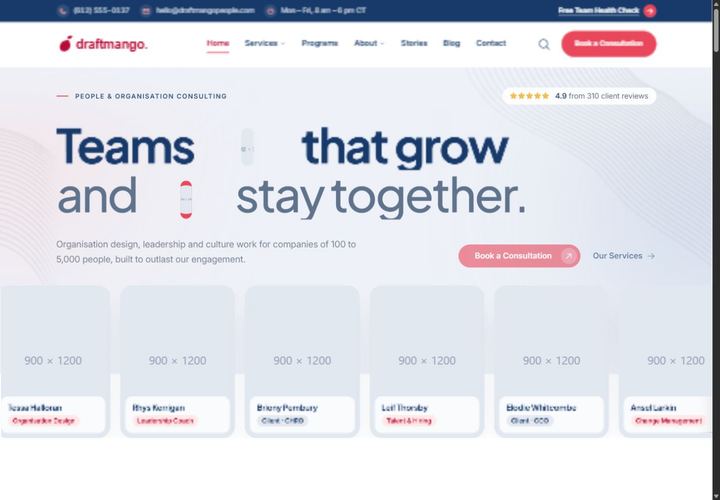 (612) 555-0137 hello@draftmangopeople.com Mon–Fri, 8 am–6 pm CT Free Team Health Check
draftmango. Home Services Programs About Stories Blog Contact Book a Consultation
PEOPLE & ORGANISATION CONSULTING 4.9 from 310 client reviews
Teams that grow
and stay together.
Organisation design, leadership and culture work for companies of 100 to
5,000 people, built to outlast our engagement.
Book a Consultation Our Services
900 × 1200 900 × 1200 900 × 1200 900 × 1200 900 × 1200 900 × 1200
Tessa Halloran Rhys Kerrigan Briony Pembury Leif Thorsby Elodie Whitcombe Ansel Larkin
Organisation Design Leadership Coach Client · CHRO Talent & Hiring Client · COO Change Management